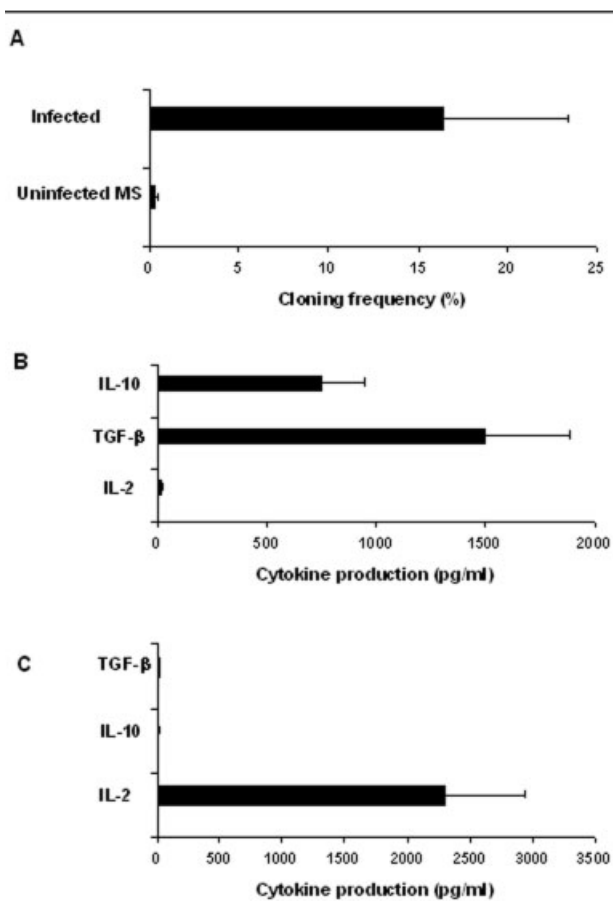 A
Infected
Uninfected MS
0 5 10 15 20 25
Cloning frequency (%)
B
IL-10
TGF-β
IL-2
0 500 1000 1500 2000
Cytokine production (pg/ml)
C
TGF-β
IL-10
IL-2
0 500 1000 1500 2000 2500 3000 3500
Cytokine production (pg/ml)